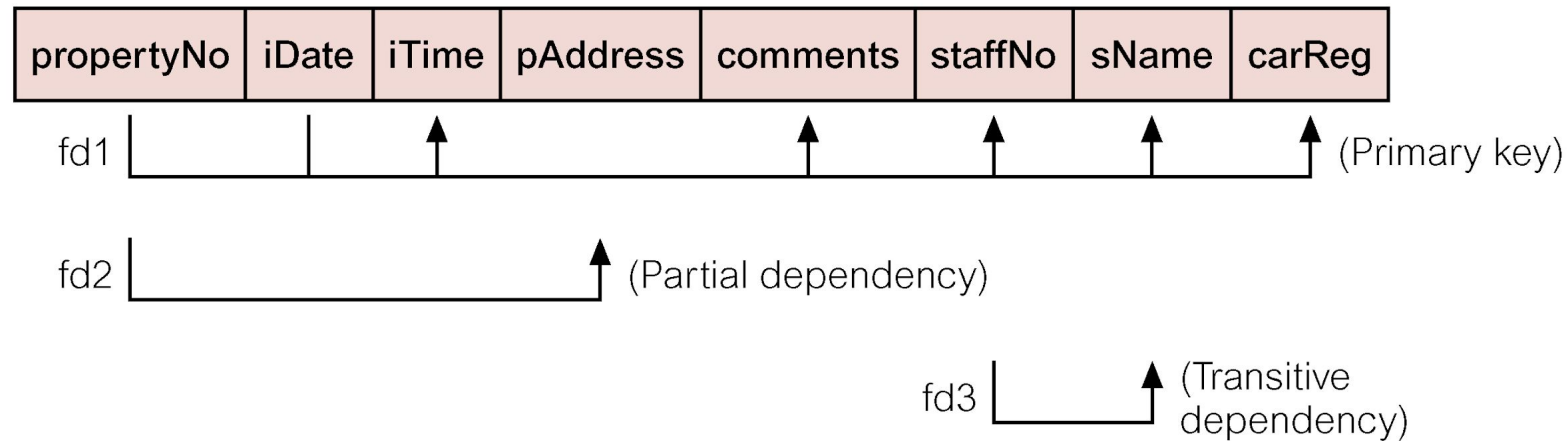 propertyNo iDate iTime pAddress comments staffNo sName carReg
fd1 (Primary key)
fd2 (Partial dependency)
fd3 (Transitive
dependency)